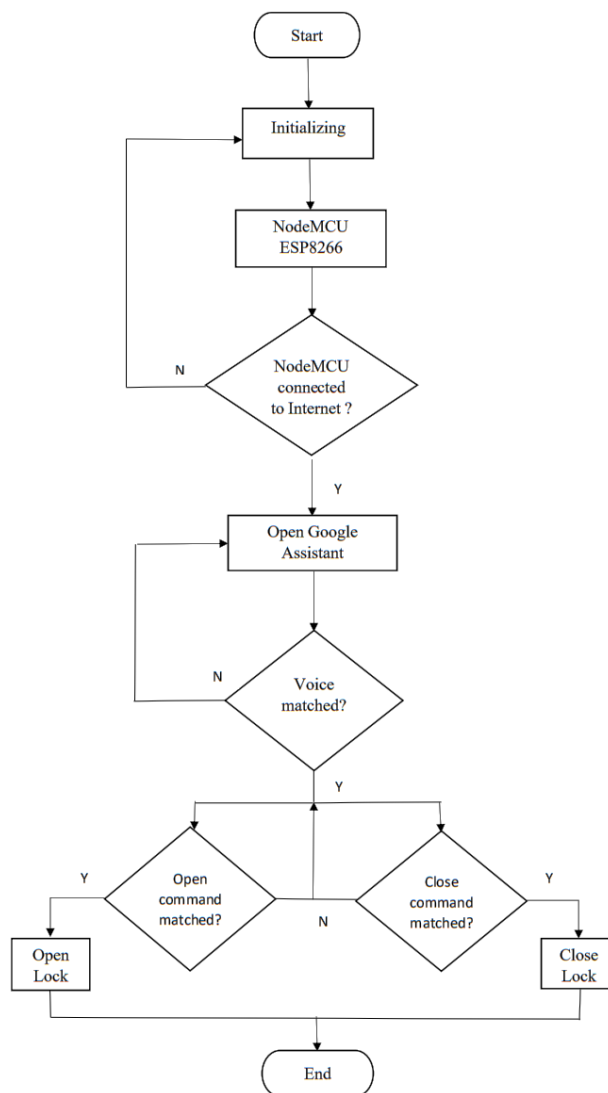 Start
Initializing
NodeMCU
ESP8266
NodeMCU
connected
to Internet ?
N
Y
Open Google
Assistant
Voice
matched?
N
Y
Open
command
matched?
Y
N
Close
command
matched?
Y
Open
Lock
Close
Lock
End